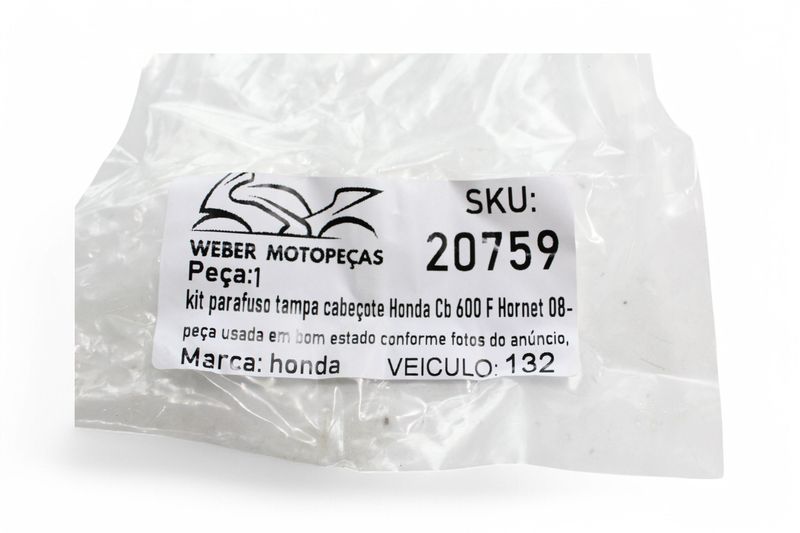 SKU:
20759
WEBER MOTOPEÇAS
Peça:1
kit parafuso tampa cabeçote Honda Cb 600 F Hornet 08-
peça usada em bom estado conforme fotos do anúncio,
Marca: honda VEICULO: 132